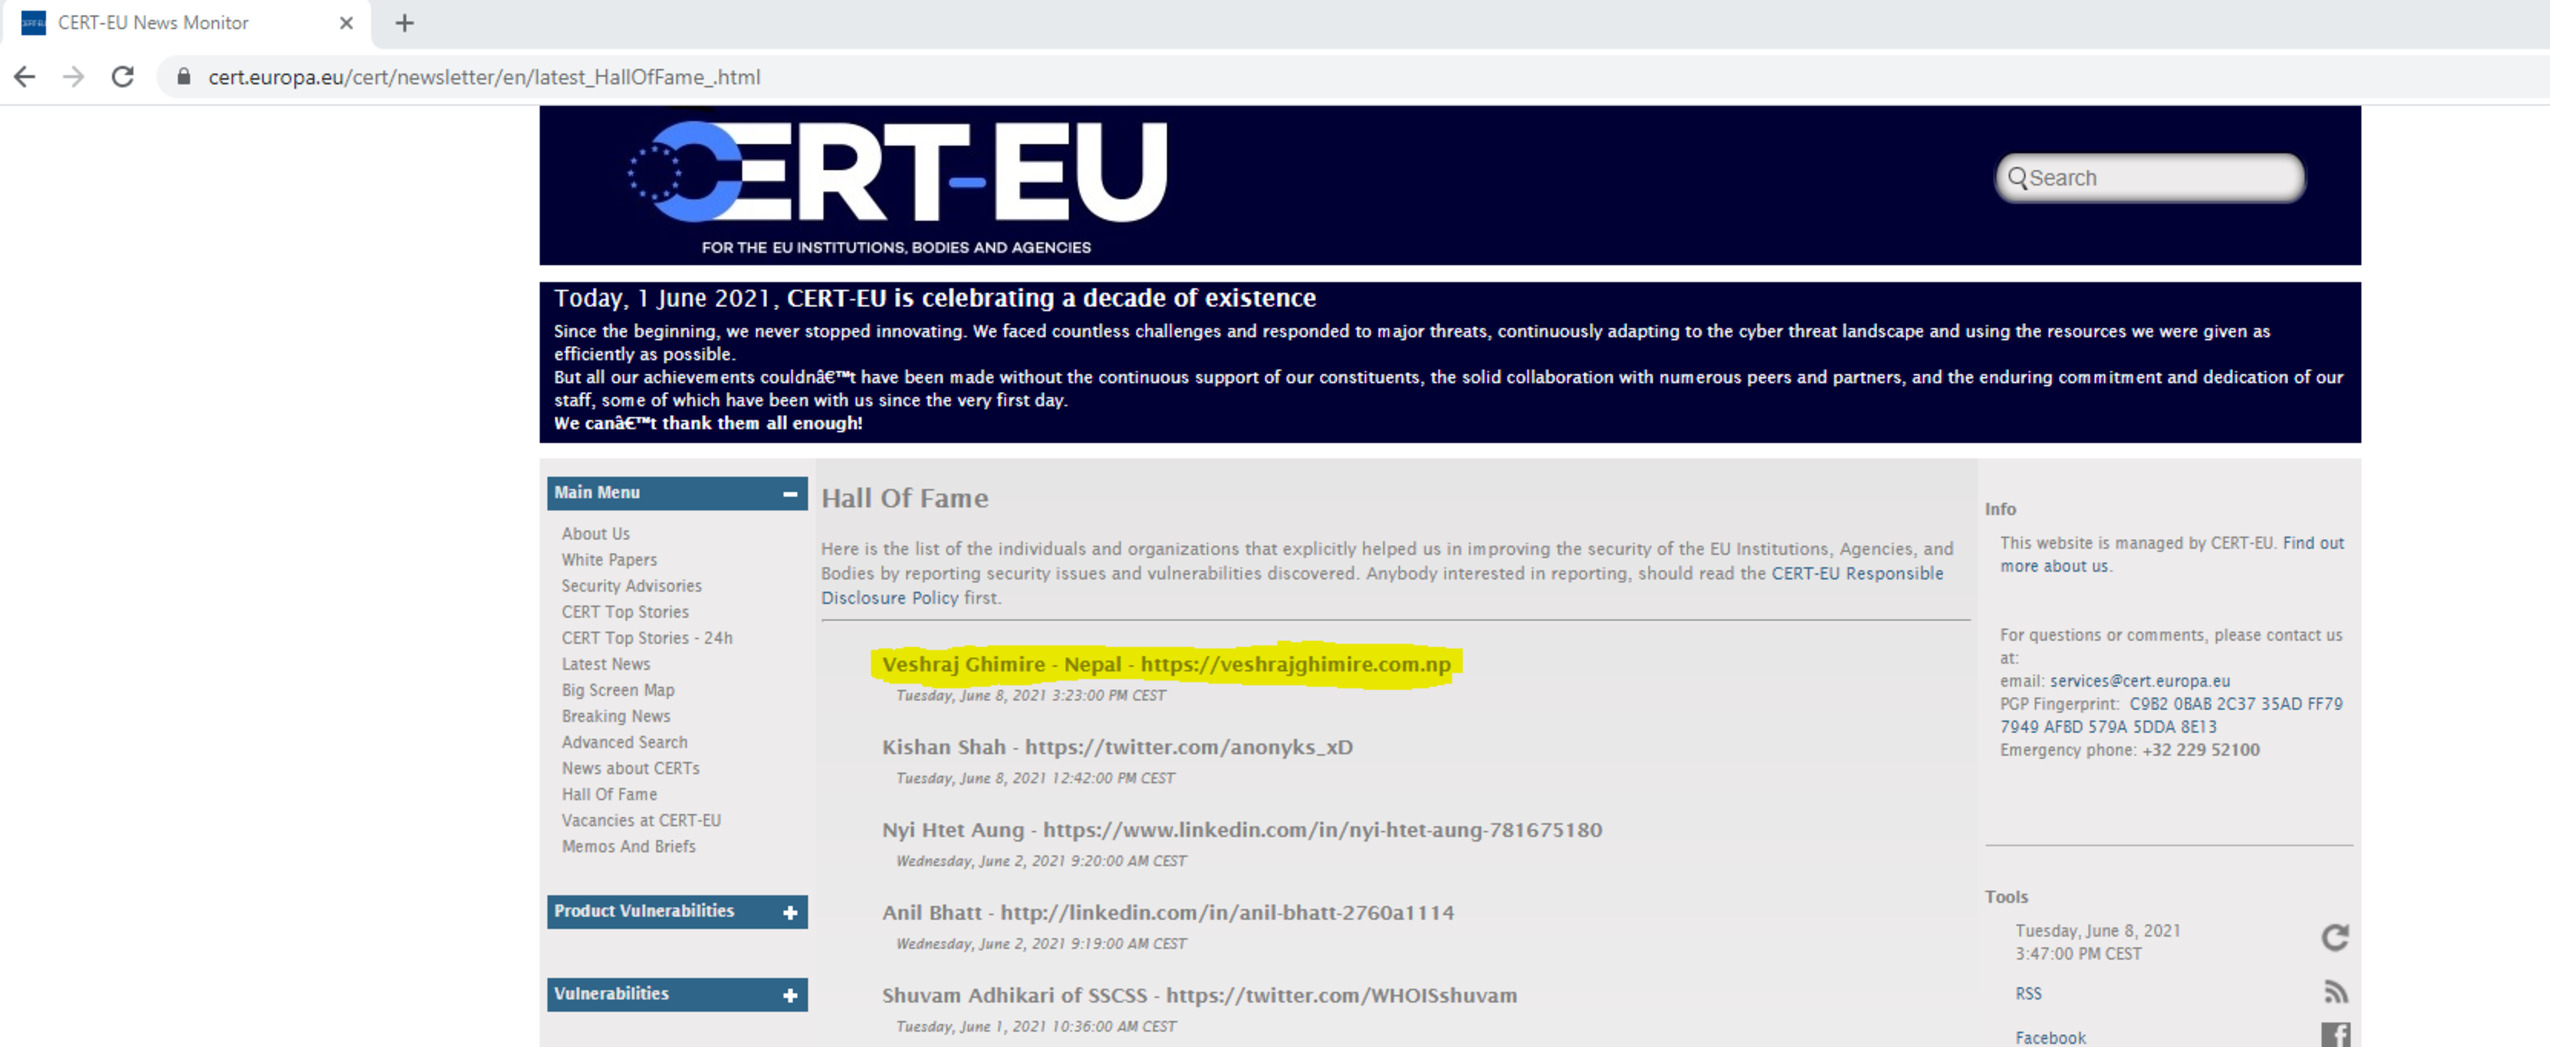 CERT-EU News Monitor
cert.europa.eu/cert/newsletter/en/latest_HallOfFame_.html
CERT-EU
FOR THE EU INSTITUTIONS, BODIES AND AGENCIES
Search
Today, 1 June 2021, CERT-EU is celebrating a decade of existence
Since the beginning, we never stopped innovating. We faced countless challenges and responded to major threats, continuously adapting to the cyber threat landscape and using the resources we were given as
efficiently as possible.
But all our achievements couldnâ€™t have been made without the continuous support of our constituents, the solid collaboration with numerous peers and partners, and the enduring commitment and dedication of our
staff, some of which have been with us since the very first day.
We canâ€™t thank them all enough!
Main Menu
About Us
White Papers
Security Advisories
CERT Top Stories
CERT Top Stories - 24h
Latest News
Big Screen Map
Breaking News
Advanced Search
News about CERTs
Hall Of Fame
Vacancies at CERT-EU
Memos And Briefs
Product Vulnerabilities
Vulnerabilities
Hall Of Fame
Here is the list of the individuals and organizations that explicitly helped us in improving the security of the EU Institutions, Agencies, and
Bodies by reporting security issues and vulnerabilities discovered. Anybody interested in reporting, should read the CERT-EU Responsible
Disclosure Policy first.
Veshraj Ghimire - Nepal - https://veshrajghimire.com.np
Tuesday, June 8, 2021 3:23:00 PM CEST
Kishan Shah - https://twitter.com/anonyks_xD
Tuesday, June 8, 2021 12:42:00 PM CEST
Nyi Htet Aung - https://www.linkedin.com/in/nyi-htet-aung-781675180
Wednesday, June 2, 2021 9:20:00 AM CEST
Anil Bhatt - http://linkedin.com/in/anil-bhatt-2760a1114
Wednesday, June 2, 2021 9:19:00 AM CEST
Shuvam Adhikari of SSCSS - https://twitter.com/WHOISshuvam
Tuesday, June 1, 2021 10:36:00 AM CEST
Info
This website is managed by CERT-EU. Find out
more about us.
For questions or comments, please contact us
at:
email: services@cert.europa.eu
PGP Fingerprint: C9B2 0BAB 2C37 35AD FF79
7949 AFBD 579A 5DDA 8E13
Emergency phone: +32 229 52100
Tools
Tuesday, June 8, 2021
3:47:00 PM CEST
RSS
Facebook